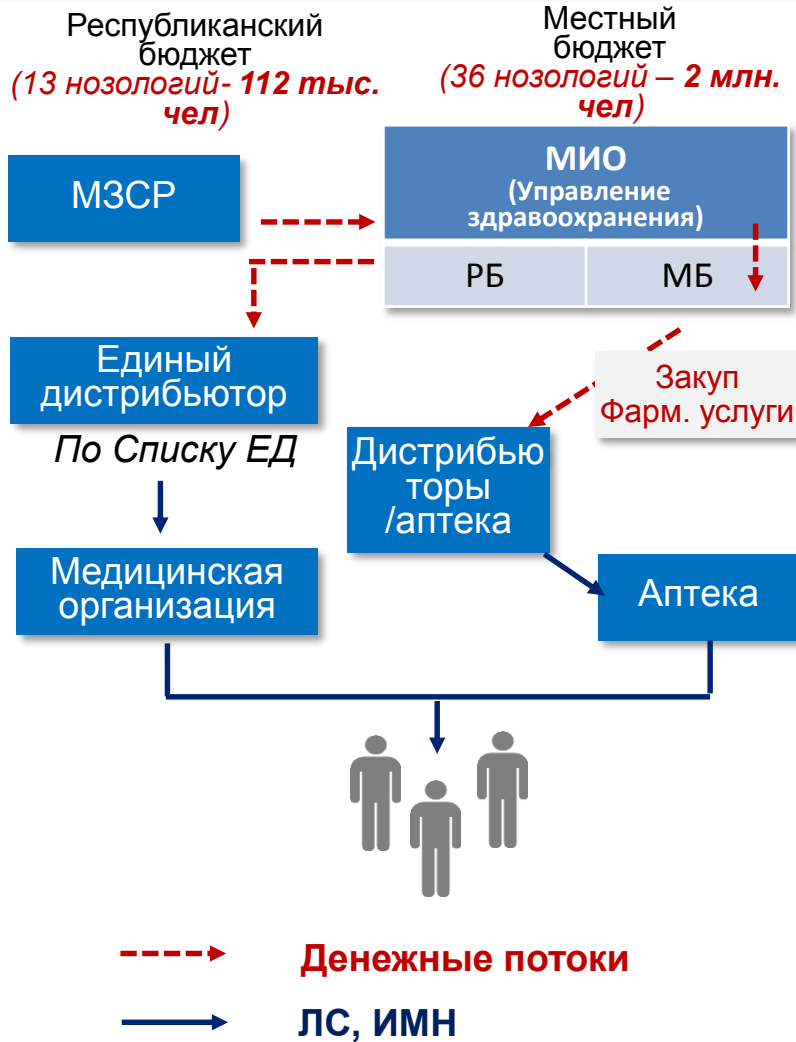 Республиканский
бюджет
(13 нозологий- 112 тыс.
чел)
Местный
бюджет
(36 нозологий – 2 млн.
чел)
МЗСР
МИО
(Управление
здравоохранения)
РБ
МБ
Единый
дистрибьютор
По Списку ЕД
Закуп
Фарм. услуги
Дистрибью
торы
/аптека
Медицинская
организация
Аптека
Денежные потоки
ЛС, ИМН